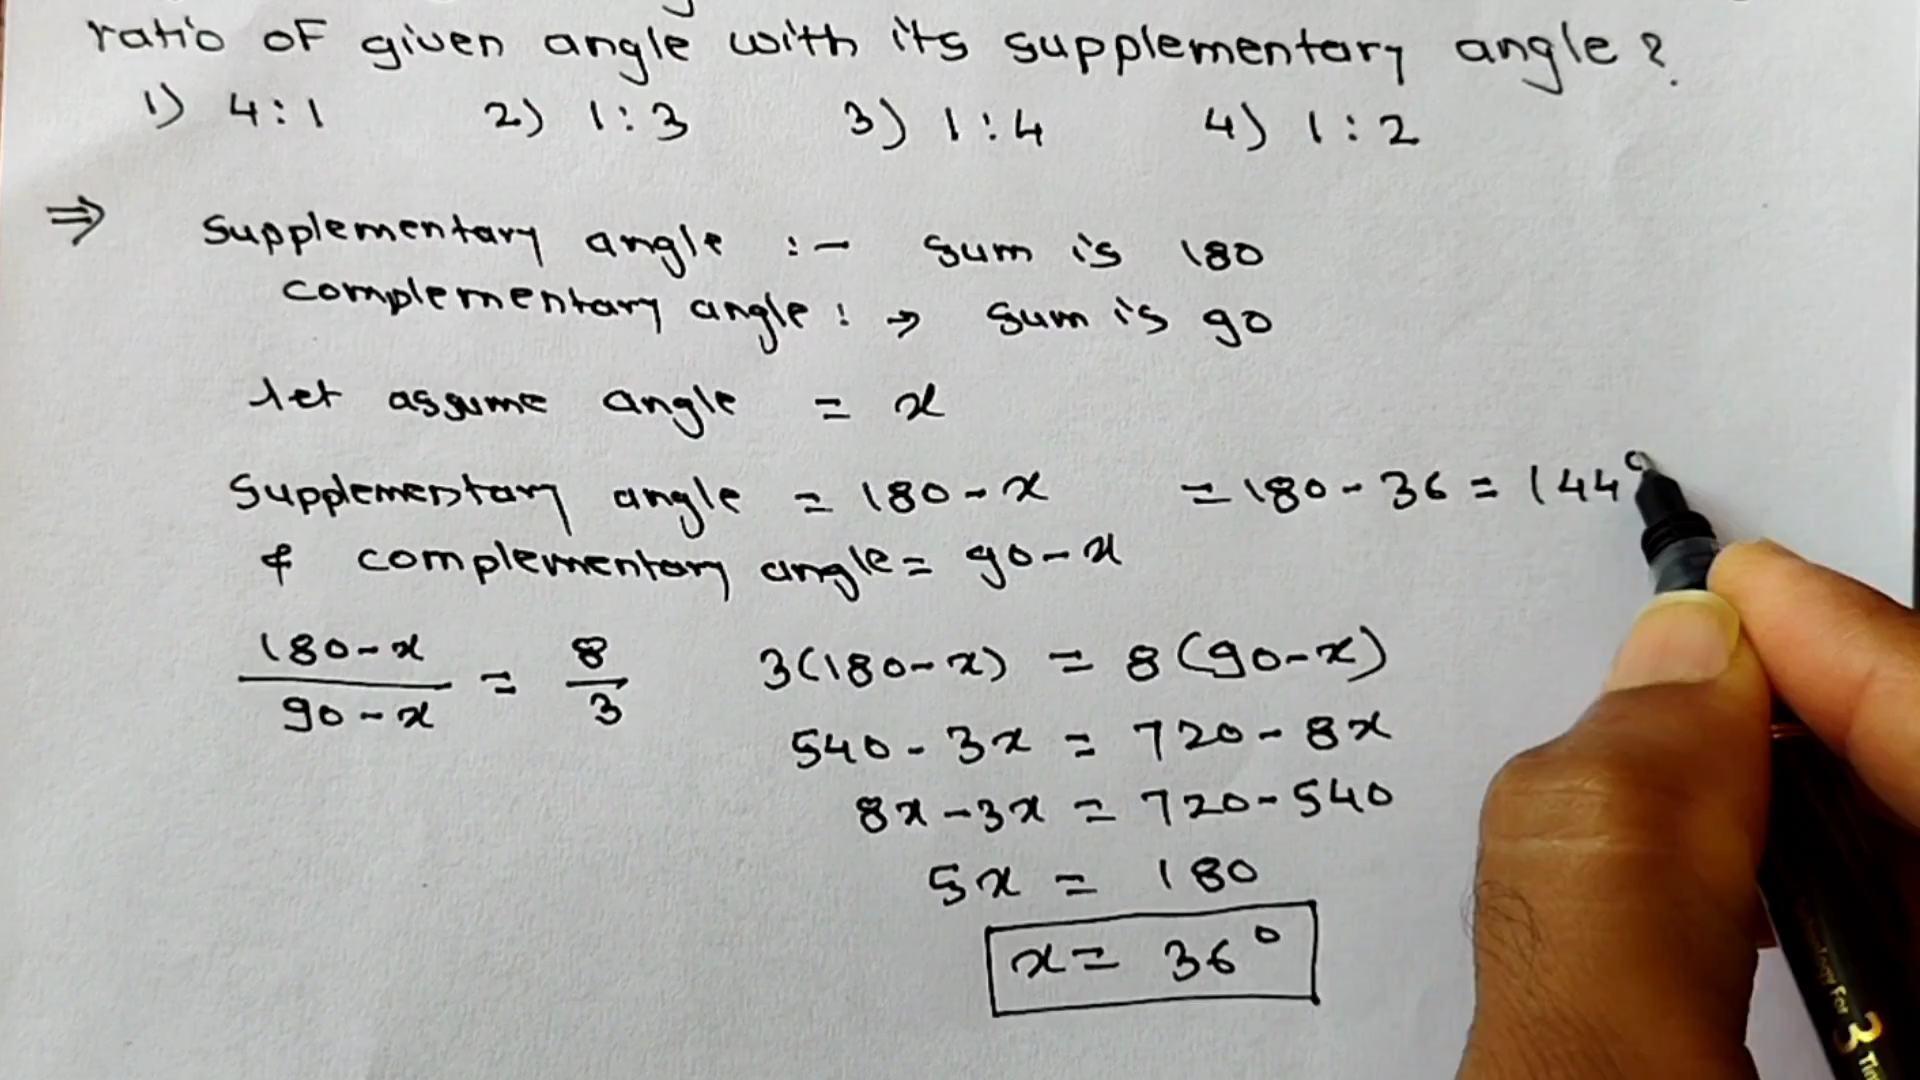 ratio of given angle with its supplementary angle?
1) 4:1 2) 1:3 3) 1:4 4) 1:2
⇒ Supplementary angle :- sum is 180
complementary angle: → sum is 90
let assume angle = x
Supplementary angle = 180-x = 180-36 = 144°
& complementary angle = 90-x
180-x / 90-x = 8/3 3(180-x) = 8(90-x)
540-3x = 720-8x
8x-3x = 720-540
5x = 180
x = 36°
3